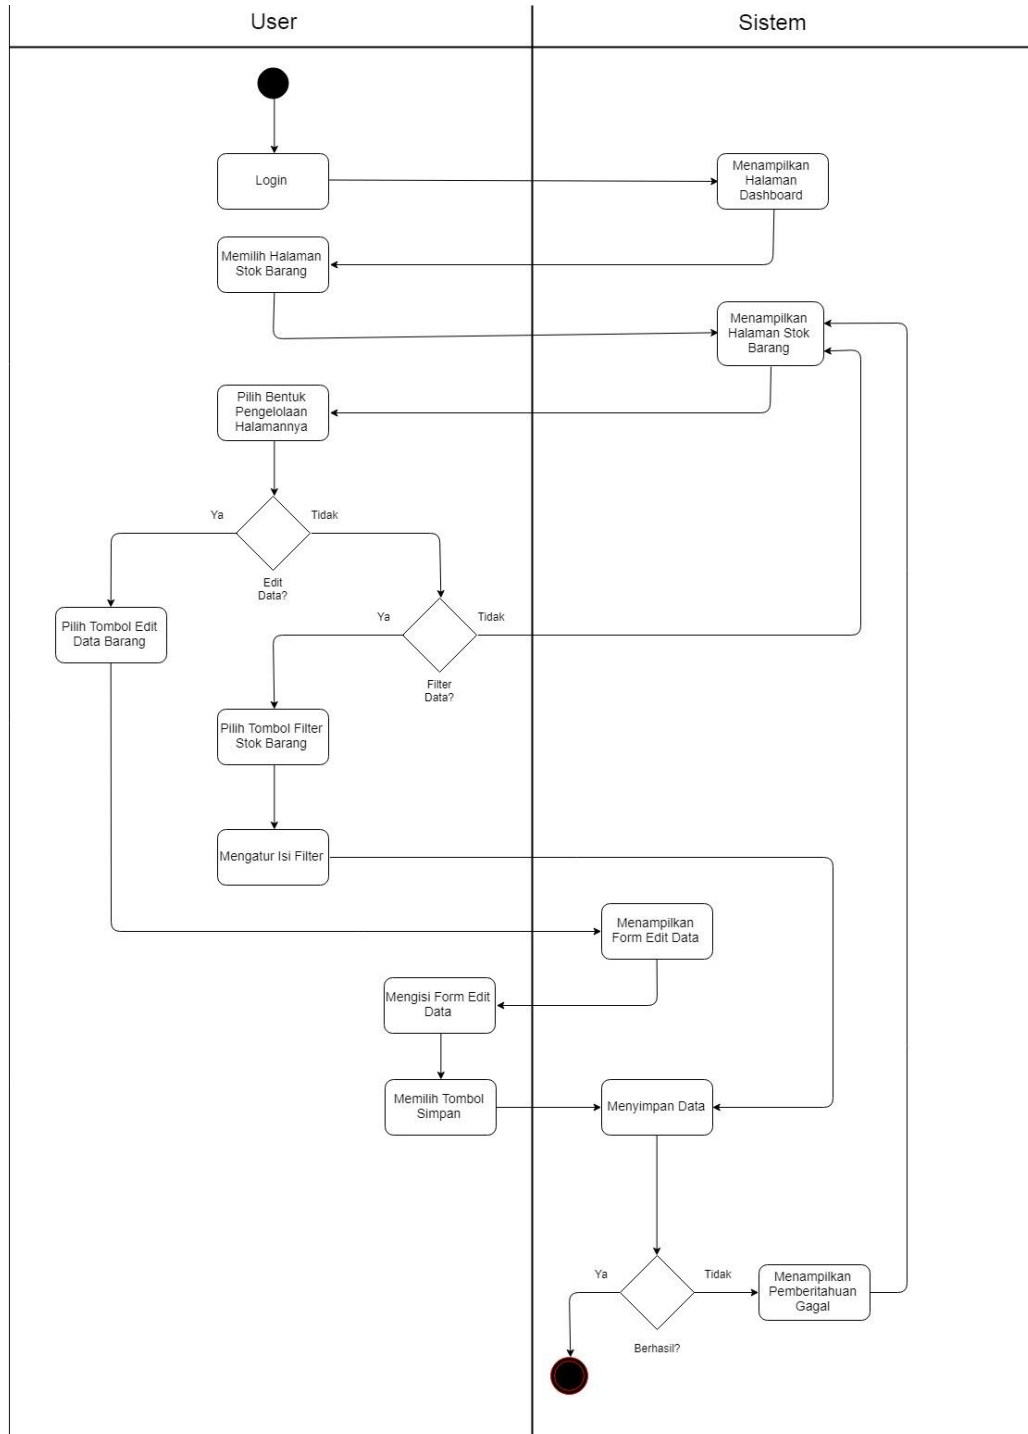 User
Sistem
Login
Menampilkan
Halaman
Dashboard
Memilih Halaman
Stok Barang
Menampilkan
Halaman Stok
Barang
Pilih Bentuk
Pengelolaan
Halamannya
Ya
Tidak
Edit
Data?
Pilih Tombol Edit
Data Barang
Ya
Tidak
Filter
Data?
Pilih Tombol Filter
Stok Barang
Mengatur Isi Filter
Menampilkan
Form Edit Data
Mengisi Form Edit
Data
Memilih Tombol
Simpan
Menyimpan Data
Ya
Tidak
Berhasil?
Menampilkan
Pemberitahuan
Gagal